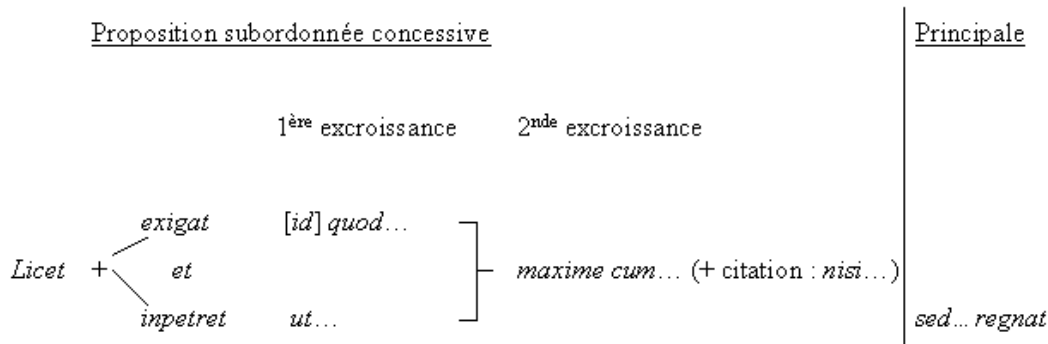 Proposition subordonnée concessive Principale
1ère excroissance 2nde excroissance
exigat [id] quod...
Licet + et maxime cum... (+ citation : nisi...)
inpetret ut... sed... regnat